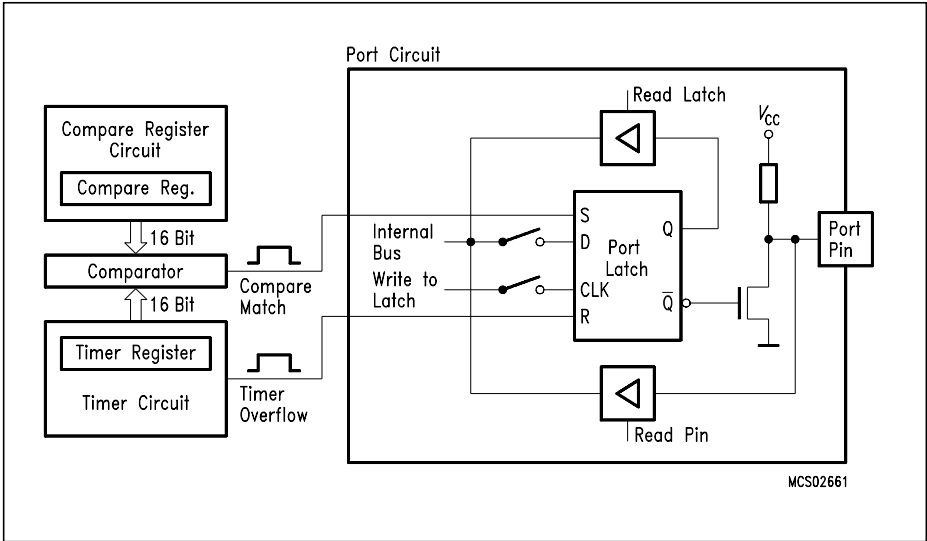 Port Circuit
Read Latch
VCC
Compare Register
Circuit
Compare Reg.
16 Bit
Comparator
16 Bit
Timer Register
Timer Circuit
Compare
Match
Timer
Overflow
Internal
Bus
Write to
Latch
S
D
CLK
R
Q
Port
Latch
Q̅
Port
Pin
Read Pin
MCS02661